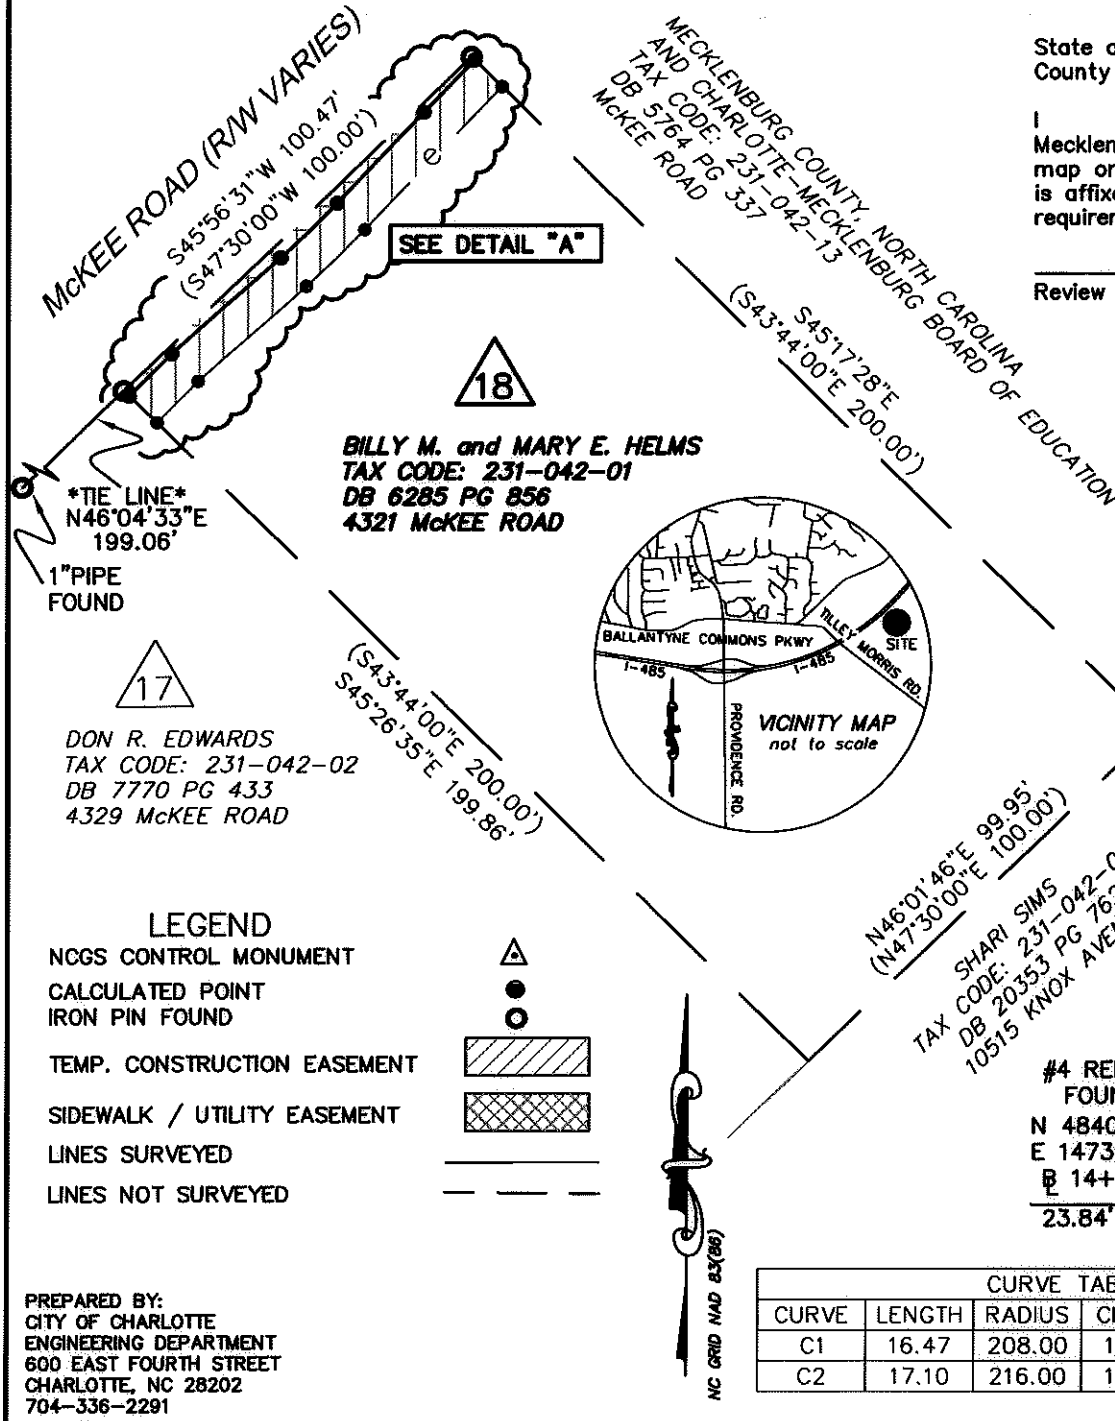 McKEE ROAD (R/W VARIES)
S45°56'31"W 100.47'
(S47°30'00"W 100.00')
e
SEE DETAIL "A"
MECKLENBURG COUNTY, NORTH CAROLINA
AND CHARLOTTE-MECKLENBURG BOARD OF EDUCATION
TAX CODE: 231-042-13
DB 5764 PG 337
McKEE ROAD
State
County
I
Mecklen
map or
is affix
require
Review
S45°17'28"E
(S43°44'00"E 200.00')
18
BILLY M. and MARY E. HELMS
TAX CODE: 231-042-01
DB 6285 PG 856
4321 McKEE ROAD
*TIE LINE*
N46°04'33"E
199.06'
1"PIPE
FOUND
17
DON R. EDWARDS
TAX CODE: 231-042-02
DB 7770 PG 433
4329 McKEE ROAD
(S43°44'00"E 200.00')
S45°26'35"E 199.86'
BALLANTYNE COMMONS PKWY
TILLEY MORRIS RD.
SITE
I-485
I-485
PROVIDENCE RD.
VICINITY MAP
not to scale
N46°01'46"E 99.95'
(N47°30'00"E 100.00')
SHARI SIMS
TAX CODE: 231-042-0
DB 20353 PG 76
10515 KNOX AVE
LEGEND
NCGS CONTROL MONUMENT
CALCULATED POINT
IRON PIN FOUND
TEMP. CONSTRUCTION EASEMENT
SIDEWALK / UTILITY EASEMENT
LINES SURVEYED
LINES NOT SURVEYED
NC GRID NAD 83(86)
#4 RE
FOUN
N 4840
E 1473
BL 14+
23.84'
CURVE TAB
CURVE LENGTH RADIUS C
C1 16.47 208.00 1
C2 17.10 216.00 1
PREPARED BY:
CITY OF CHARLOTTE
ENGINEERING DEPARTMENT
600 EAST FOURTH STREET
CHARLOTTE, NC 28202
704-336-2291